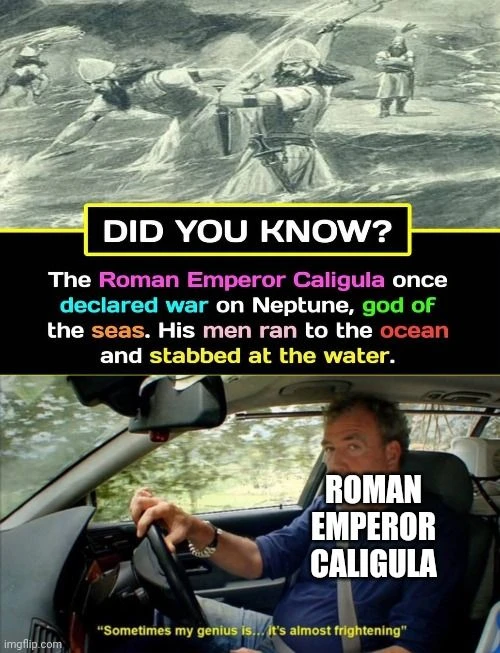 DID YOU KNOW?
The Roman Emperor Caligula once
declared war on Neptune, god of
the seas. His men ran to the ocean
and stabbed at the water.
ROMAN
EMPEROR
CALIGULA
“Sometimes my genius is... it's almost frightening”
imgflip.com